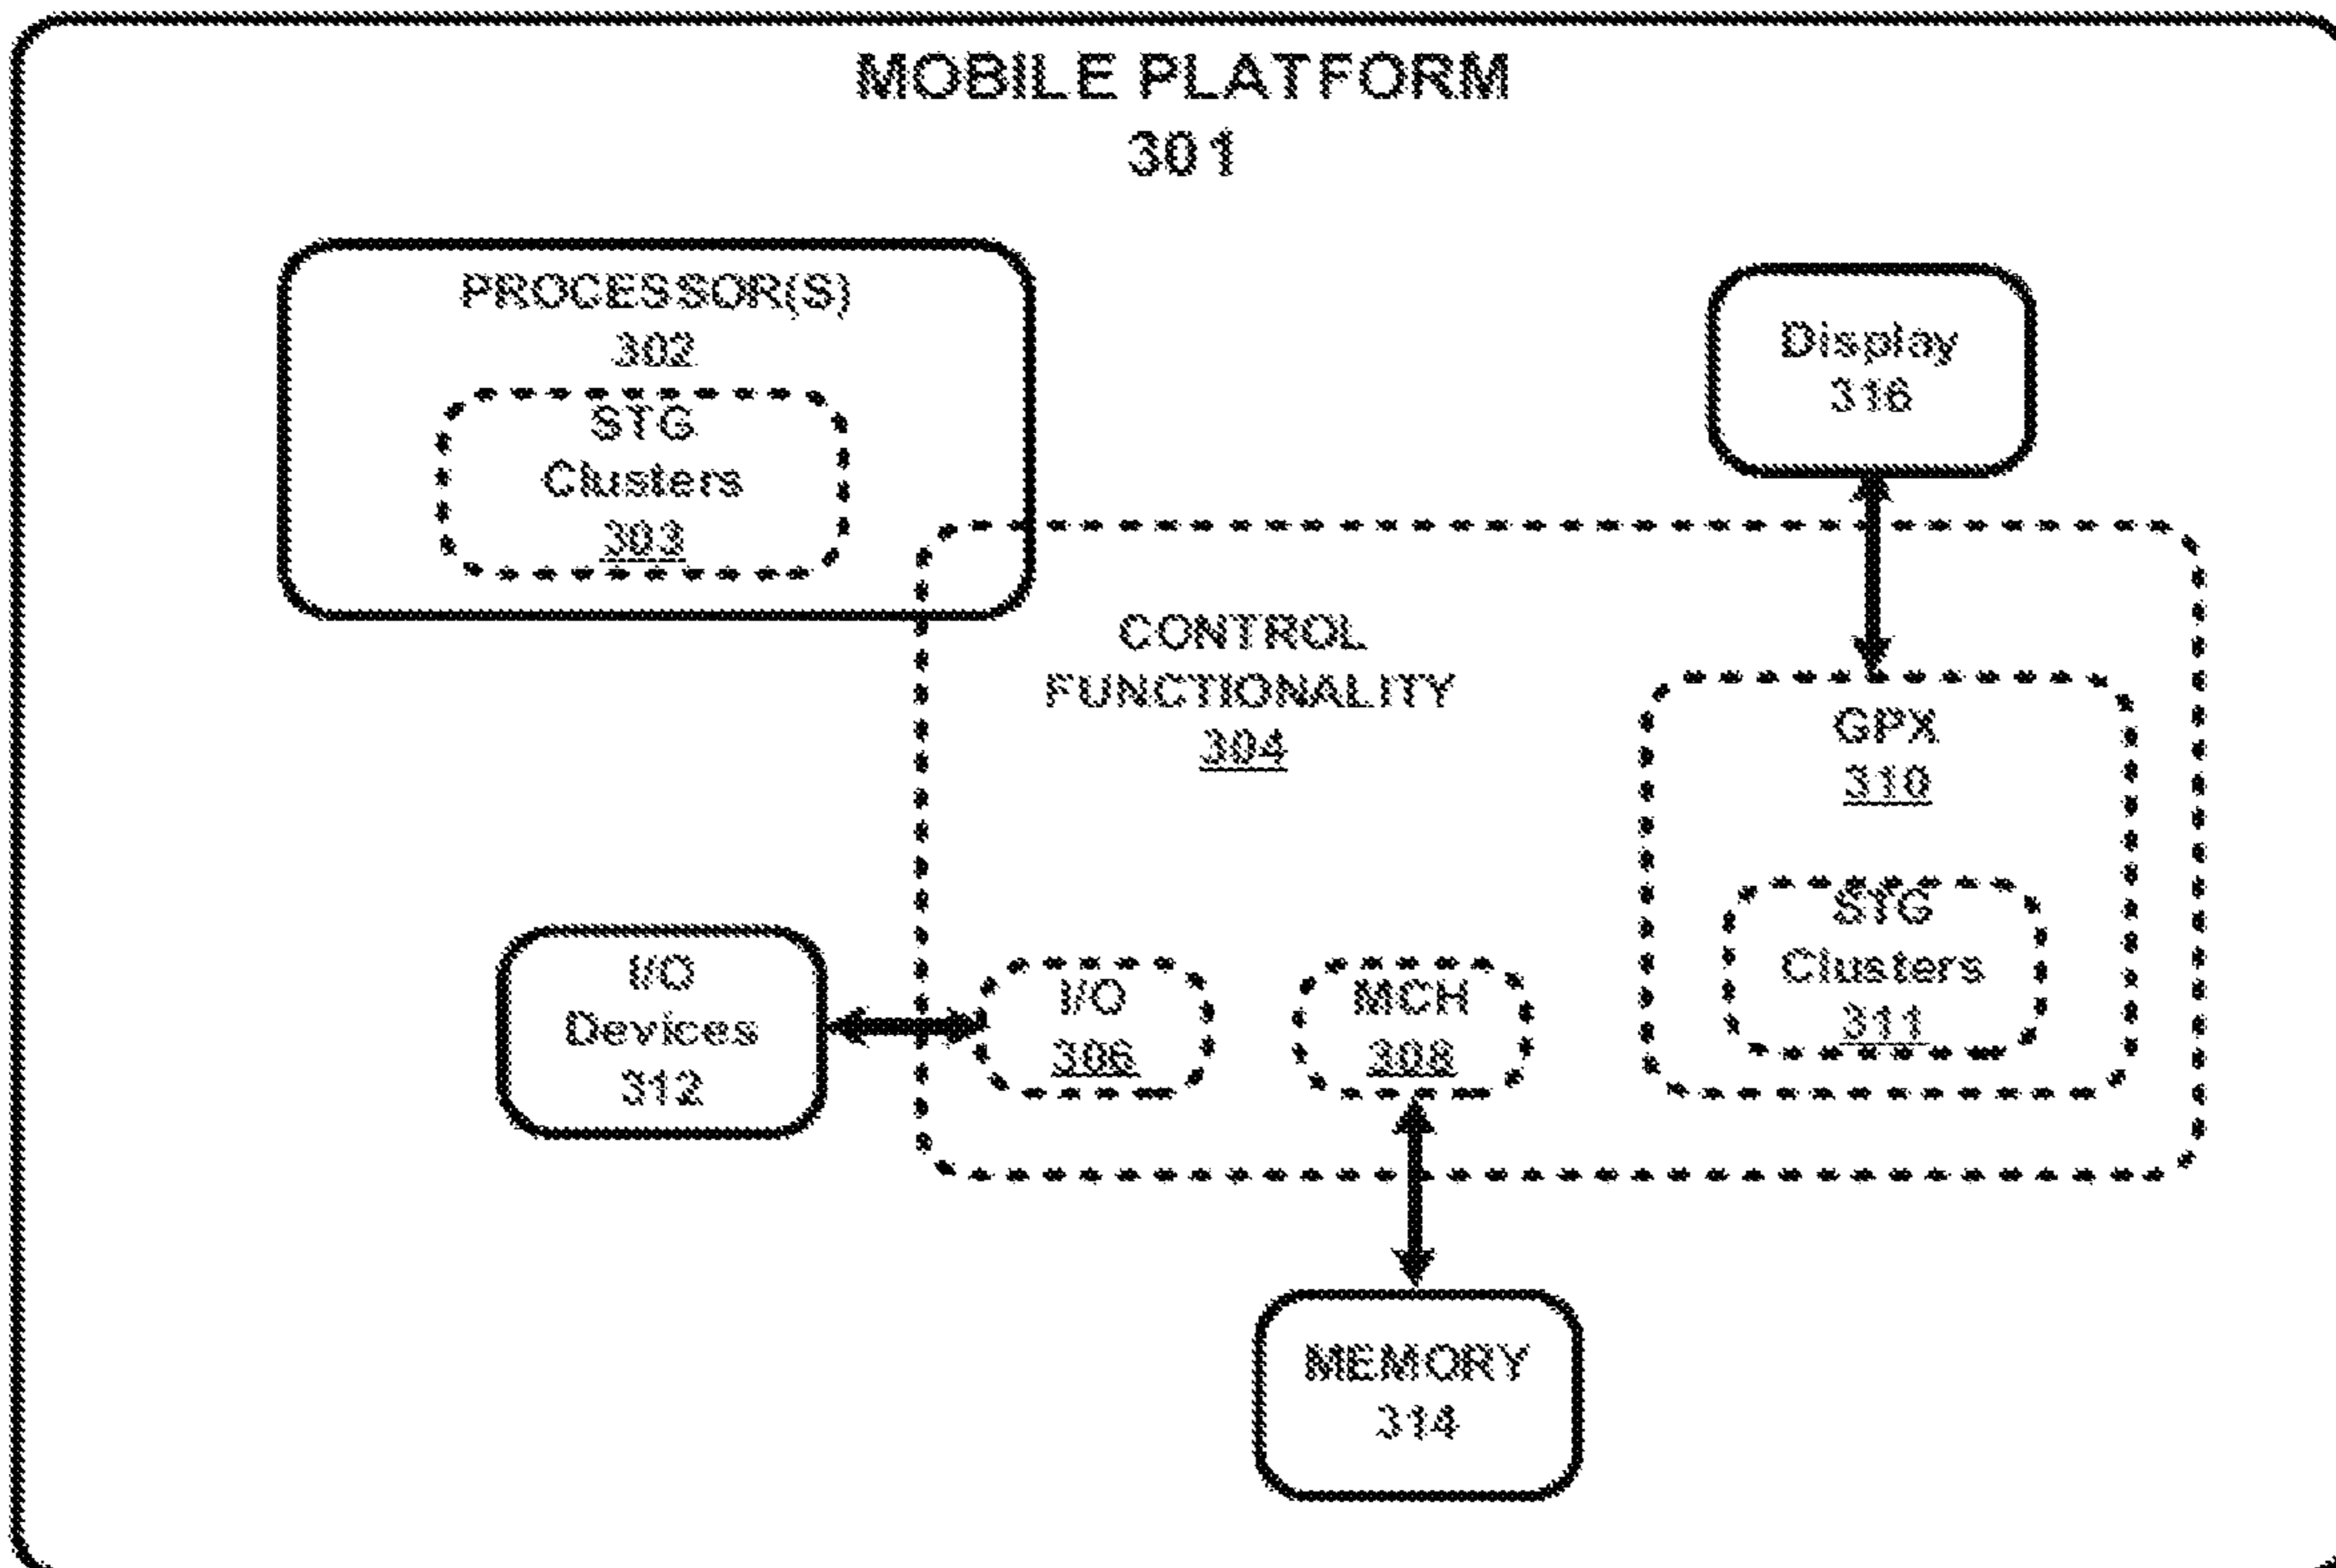 MOBILE PLATFORM
301
PROCESSOR(S)
302
STG
Clusters
303
Display
316
CONTROL
FUNCTIONALITY
304
GPX
310
STG
Clusters
311
I/O
Devices
312
I/O
306
MCH
308
MEMORY
314